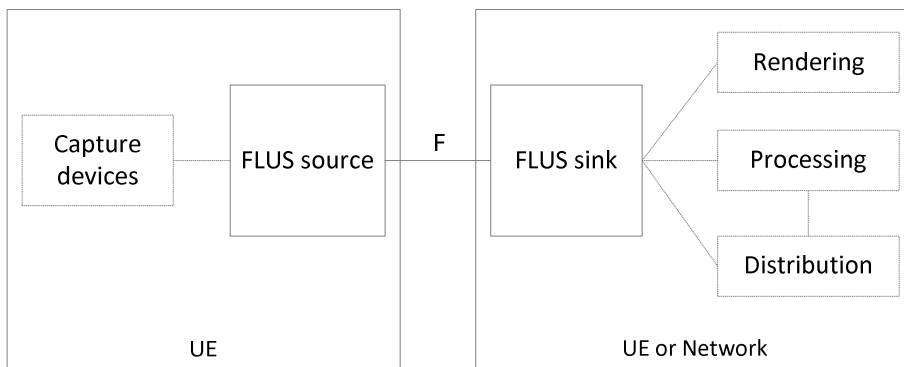 Capture
devices
FLUS source
F
FLUS sink
Rendering
Processing
Distribution
UE
UE or Network